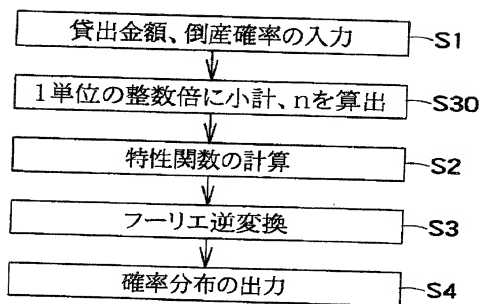 貸出金額、倒産確率の入力 S1
1単位の整数倍に小計、nを算出 S30
特性関数の計算 S2
フーリエ逆変換 S3
確率分布の出力 S4